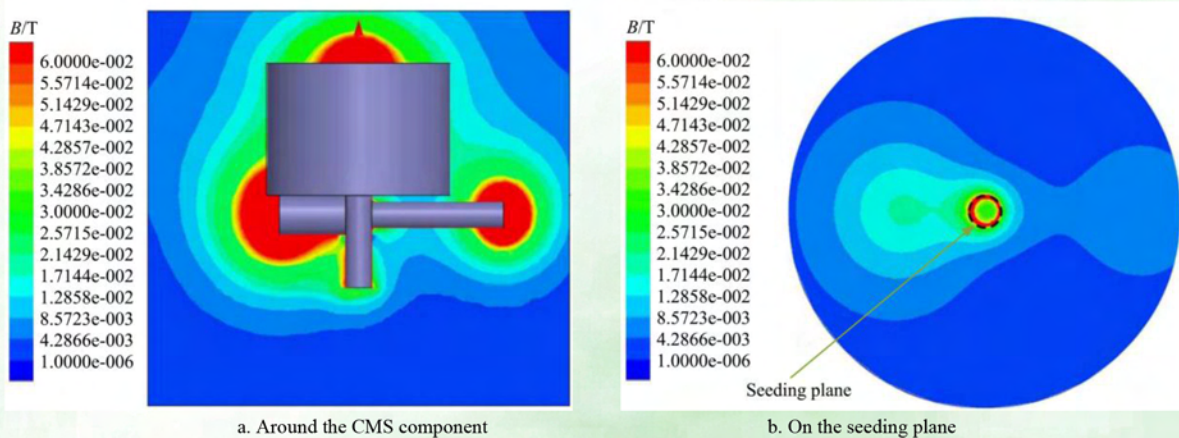 B/T
6.0000e-002
5.5714e-002
5.1429e-002
4.7143e-002
4.2857e-002
3.8572e-002
3.4286e-002
3.0000e-002
2.5715e-002
2.1429e-002
1.7144e-002
1.2858e-002
8.5723e-003
4.2866e-003
1.0000e-006
a. Around the CMS component
B/T
6.0000e-002
5.5714e-002
5.1429e-002
4.7143e-002
4.2857e-002
3.8572e-002
3.4286e-002
3.0000e-002
2.5715e-002
2.1429e-002
1.7144e-002
1.2858e-002
8.5723e-003
4.2866e-003
1.0000e-006
Seeding plane
b. On the seeding plane